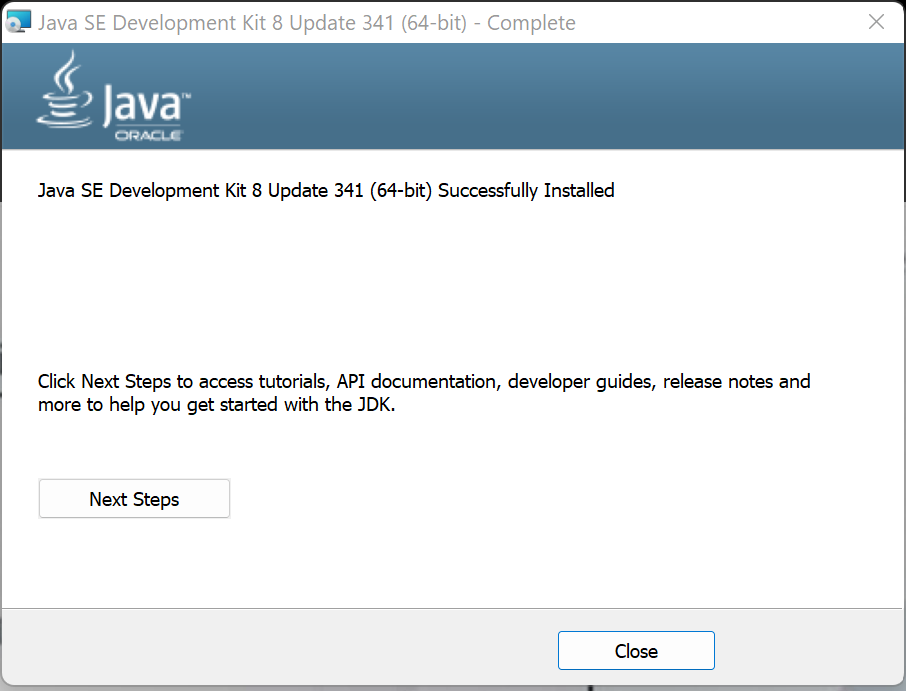 Java SE Development Kit 8 Update 341 (64-bit) - Complete
Java™
ORACLE
Java SE Development Kit 8 Update 341 (64-bit) Successfully Installed
Click Next Steps to access tutorials, API documentation, developer guides, release notes and
more to help you get started with the JDK.
Next Steps
Close